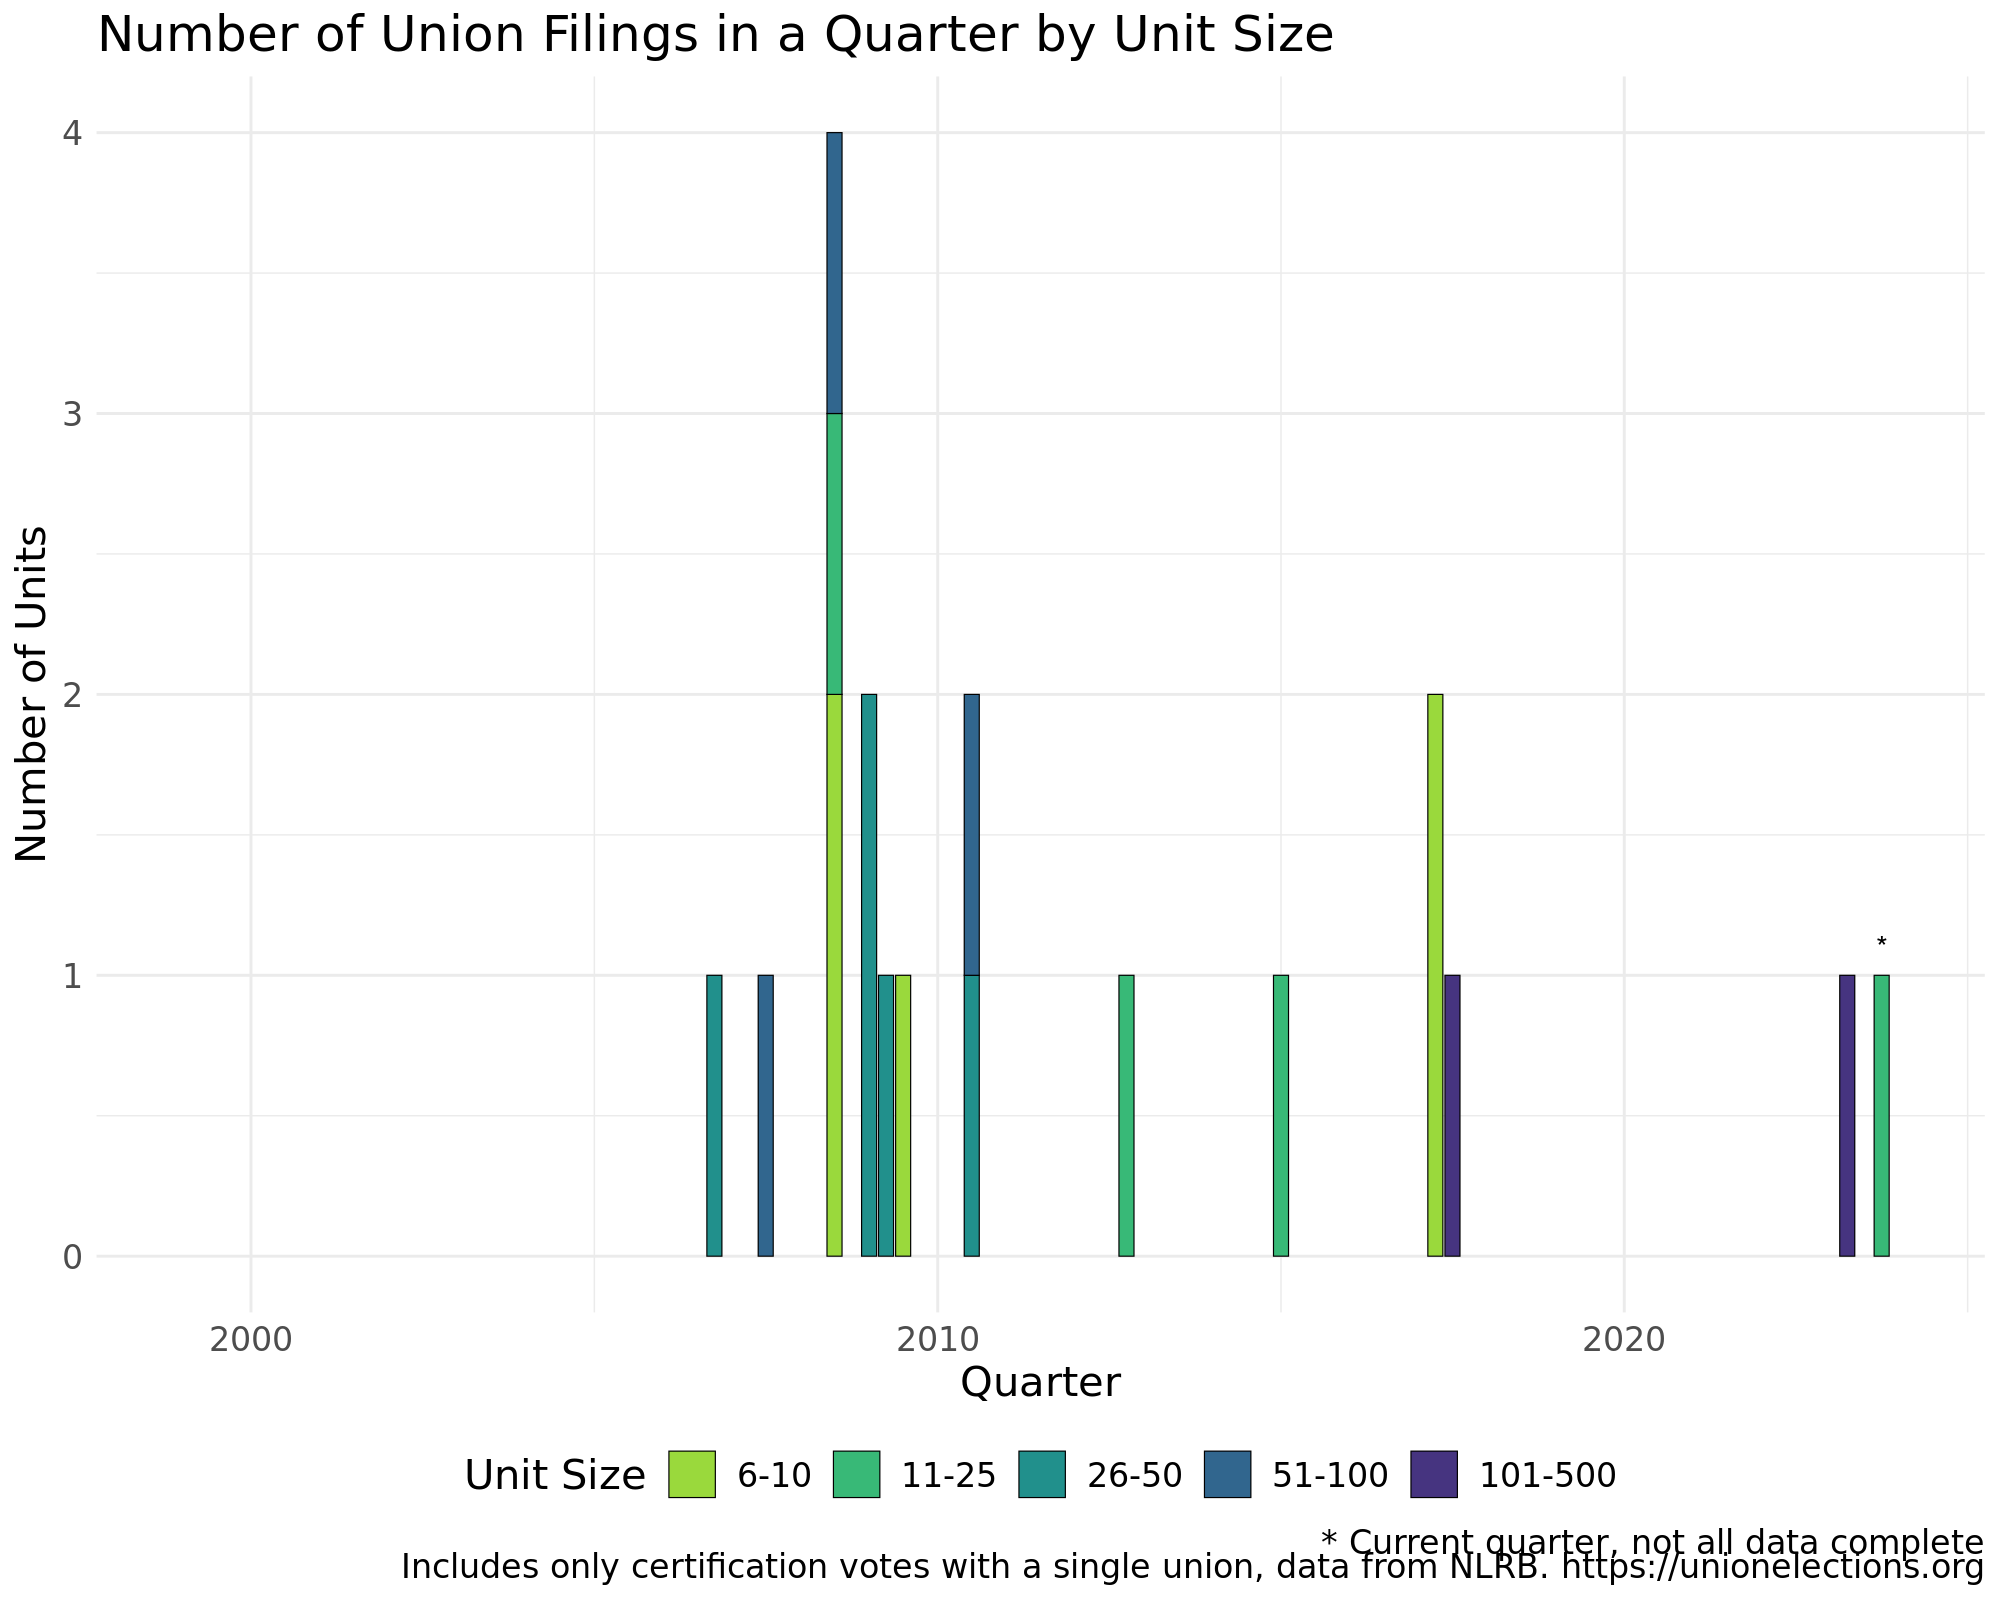 Number of Union Filings in a Quarter by Unit Size
4
3
2
1
0
Number of Units
*
2000 2010 2020
Quarter
Unit Size 6-10 11-25 26-50 51-100 101-500
* Current quarter, not all data complete
Includes only certification votes with a single union, data from NLRB. https://unionelections.org